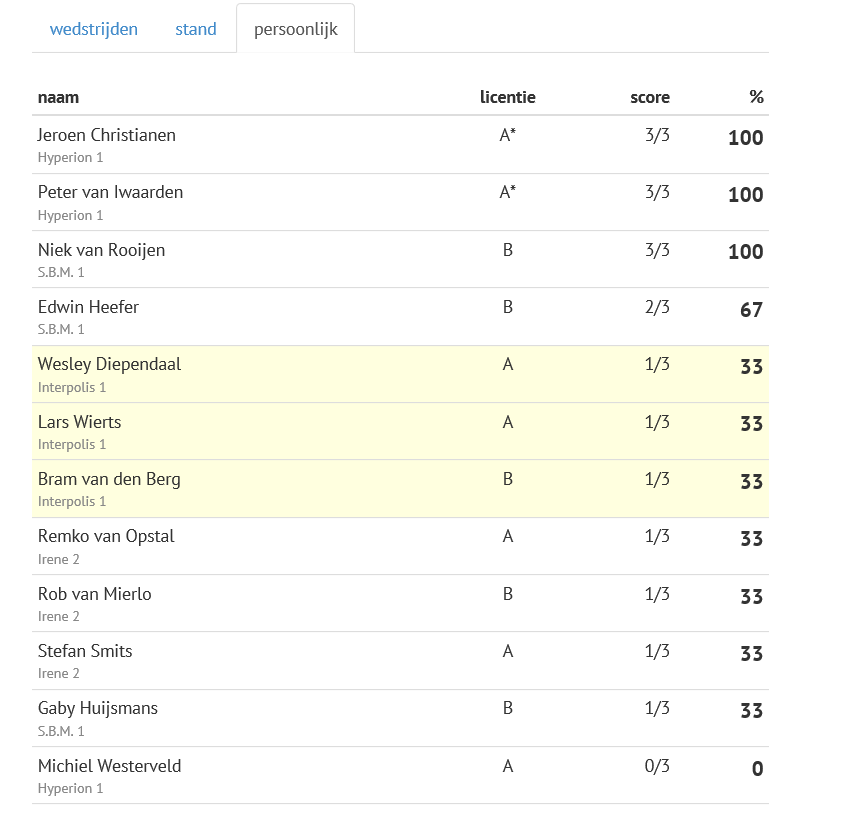 wedstrijden stand persoonlijk
naam licentie score %
Jeroen Christianen A* 3/3 100
Hyperion 1
Peter van Iwaarden A* 3/3 100
Hyperion 1
Niek van Rooijen B 3/3 100
S.B.M. 1
Edwin Heefer B 2/3 67
S.B.M. 1
Wesley Diependaal A 1/3 33
Interpolis 1
Lars Wierts A 1/3 33
Interpolis 1
Bram van den Berg B 1/3 33
Interpolis 1
Remko van Opstal A 1/3 33
Irene 2
Rob van Mierlo B 1/3 33
Irene 2
Stefan Smits A 1/3 33
Irene 2
Gaby Huijsmans B 1/3 33
S.B.M. 1
Michiel Westerveld A 0/3 0
Hyperion 1